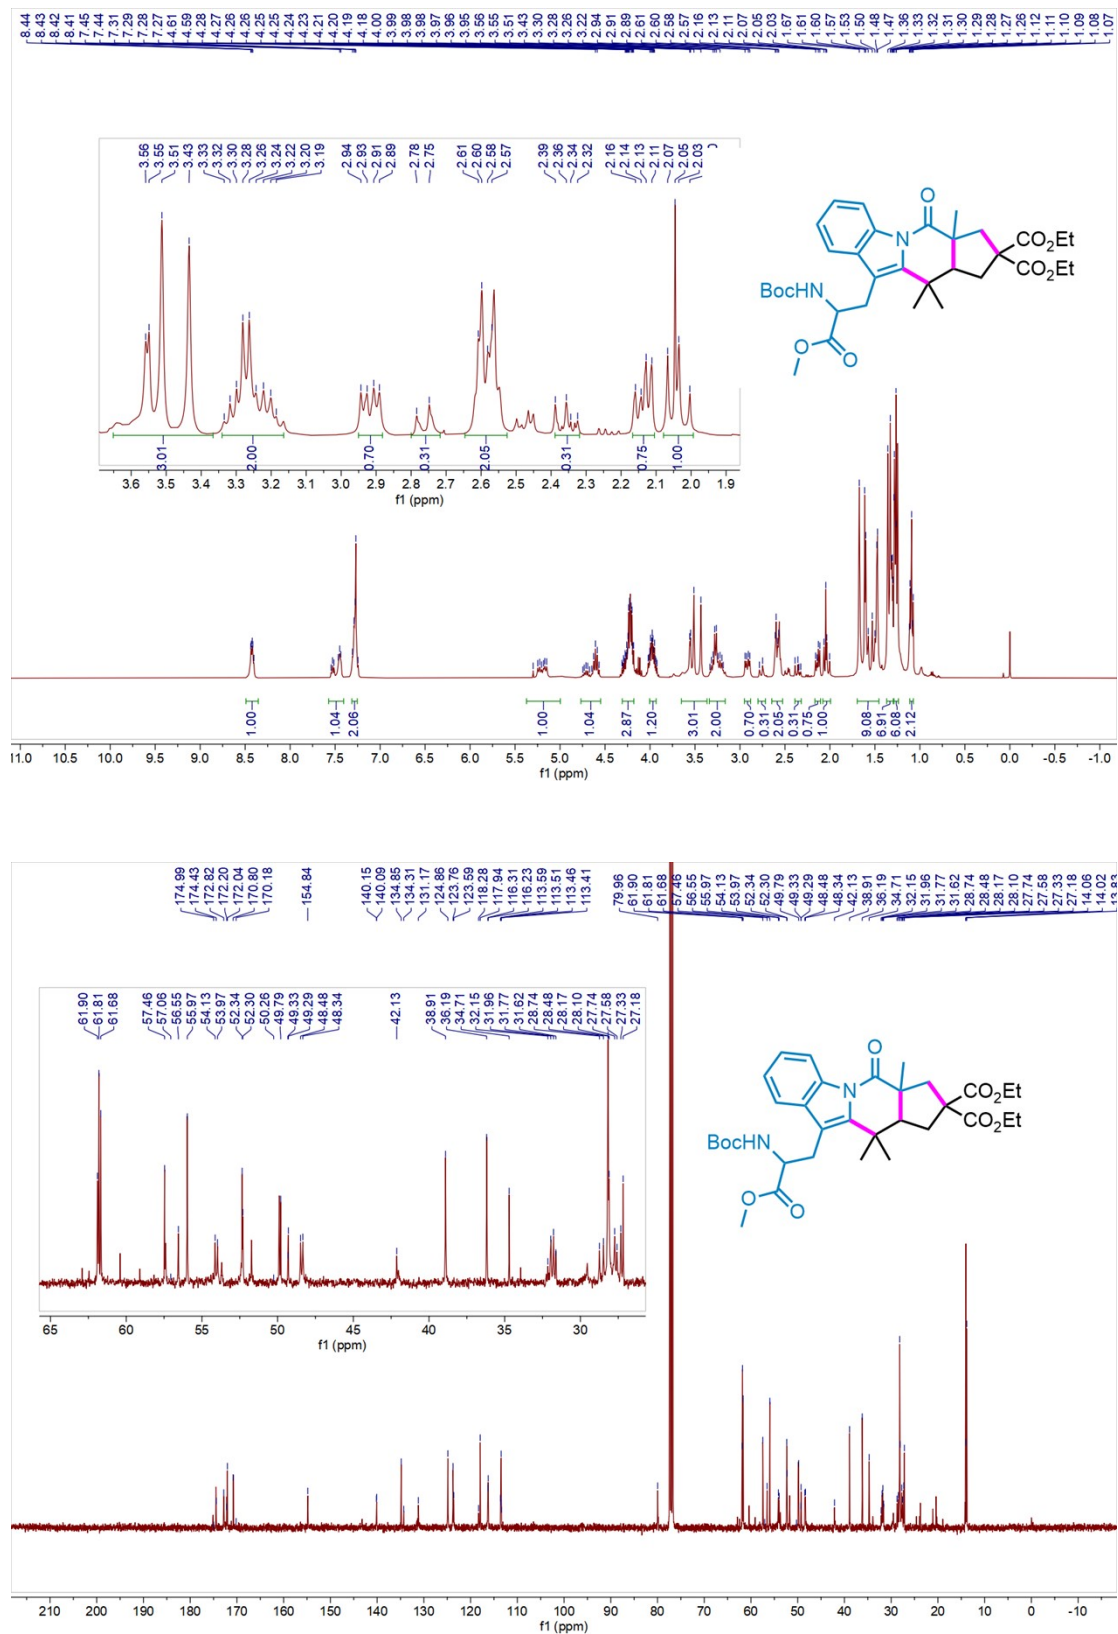 8.44 8.43 8.42 8.41 7.45 7.44 7.31 7.29 7.28 7.27 4.61 4.59 4.28 4.27 4.26 4.26 4.25 4.25 4.24 4.23 4.21 4.20 4.19 4.18 4.00 3.99 3.98 3.98 3.97 3.96 3.95 3.56 3.55 3.51 3.43 3.30 3.28 3.26 3.22 2.94 2.91 2.89 2.61 2.60 2.58 2.57 2.16 2.13 2.11 2.07 2.05 2.03 1.67 1.61 1.60 1.57 1.53 1.50 1.48 1.47 1.36 1.33 1.32 1.31 1.30 1.29 1.28 1.27 1.26 1.12 1.11 1.10 1.09 1.08 1.07
3.56 3.55 3.51 3.43 3.33 3.32 3.30 3.28 3.26 3.24 3.22 3.20 3.19 2.94 2.93 2.91 2.89 2.78 2.75 2.61 2.60 2.58 2.57 2.39 2.36 2.34 2.32 2.16 2.14 2.13 2.11 2.07 2.05 2.03
O
N
CO₂Et
CO₂Et
BocHN
O
O
3.01 2.00 0.70 0.31 2.05 0.31 0.75 1.00
3.6 3.5 3.4 3.3 3.2 3.1 3.0 2.9 2.8 2.7 2.6 2.5 2.4 2.3 2.2 2.1 2.0 1.9
f1 (ppm)
1.00 1.04 2.06 1.00 1.04 2.87 1.20 3.01 2.00 0.70 0.31 2.05 0.31 0.75 1.00 9.08 6.91 6.08 2.12
11.0 10.5 10.0 9.5 9.0 8.5 8.0 7.5 7.0 6.5 6.0 5.5 5.0 4.5 4.0 3.5 3.0 2.5 2.0 1.5 1.0 0.5 0.0 -0.5 -1.0
f1 (ppm)
174.99 174.43 172.82 172.20 172.04 170.80 170.18 154.84 140.15 140.09 134.85 134.31 131.17 124.86 123.76 123.59 118.28 117.94 116.31 116.23 113.59 113.51 113.46 113.41 79.96 61.90 61.81 61.68 57.46 56.55 55.97 54.13 53.97 52.34 52.30 49.79 49.33 49.29 48.48 48.34 42.13 38.91 36.19 34.71 32.15 31.96 31.77 31.62 28.74 28.48 28.17 28.10 27.74 27.58 27.33 27.18 14.06 14.02 13.83
61.90 61.81 61.68 57.46 57.06 56.55 55.97 54.13 53.97 52.34 52.30 50.26 49.79 49.33 49.29 48.48 48.34 42.13 38.91 36.19 34.71 32.15 31.96 31.77 31.62 28.74 28.48 28.17 28.10 27.74 27.58 27.33 27.18
O
N
CO₂Et
CO₂Et
BocHN
O
O
65 60 55 50 45 40 35 30
f1 (ppm)
210 200 190 180 170 160 150 140 130 120 110 100 90 80 70 60 50 40 30 20 10 0 -10
f1 (ppm)